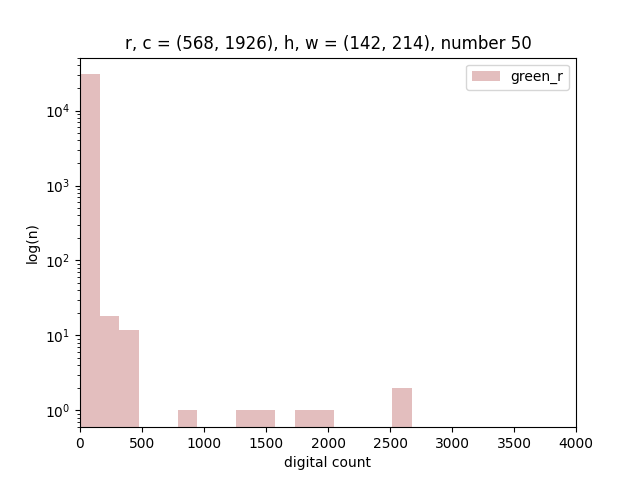 r, c = (568, 1926), h, w = (142, 214), number 50
green_r
10⁴
10³
10²
10¹
10⁰
log(n)
0 500 1000 1500 2000 2500 3000 3500 4000
digital count